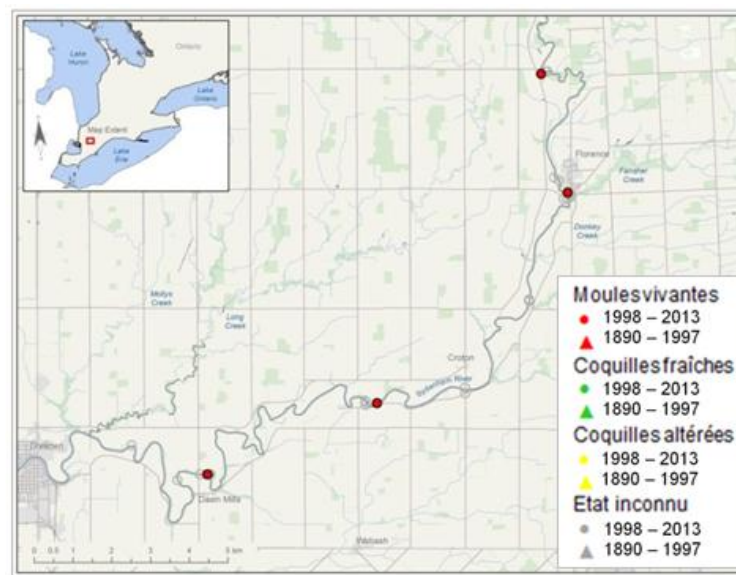 Ontario
Lake
Huron
Lake
Ontario
Map Extent
Lake
Erie
Florence
Fansher
Creek
Donkey
Creek
Mollys
Creek
Long
Creek
Croton
Sydenham River
Dresden
Dawn Mills
Wabash
0 0.5 1 2 3 4 5 km
Moules vivantes
1998 – 2013
1890 – 1997
Coquilles fraîches
1998 – 2013
1890 – 1997
Coquilles altérées
1998 – 2013
1890 – 1997
Etat inconnu
1998 – 2013
1890 – 1997